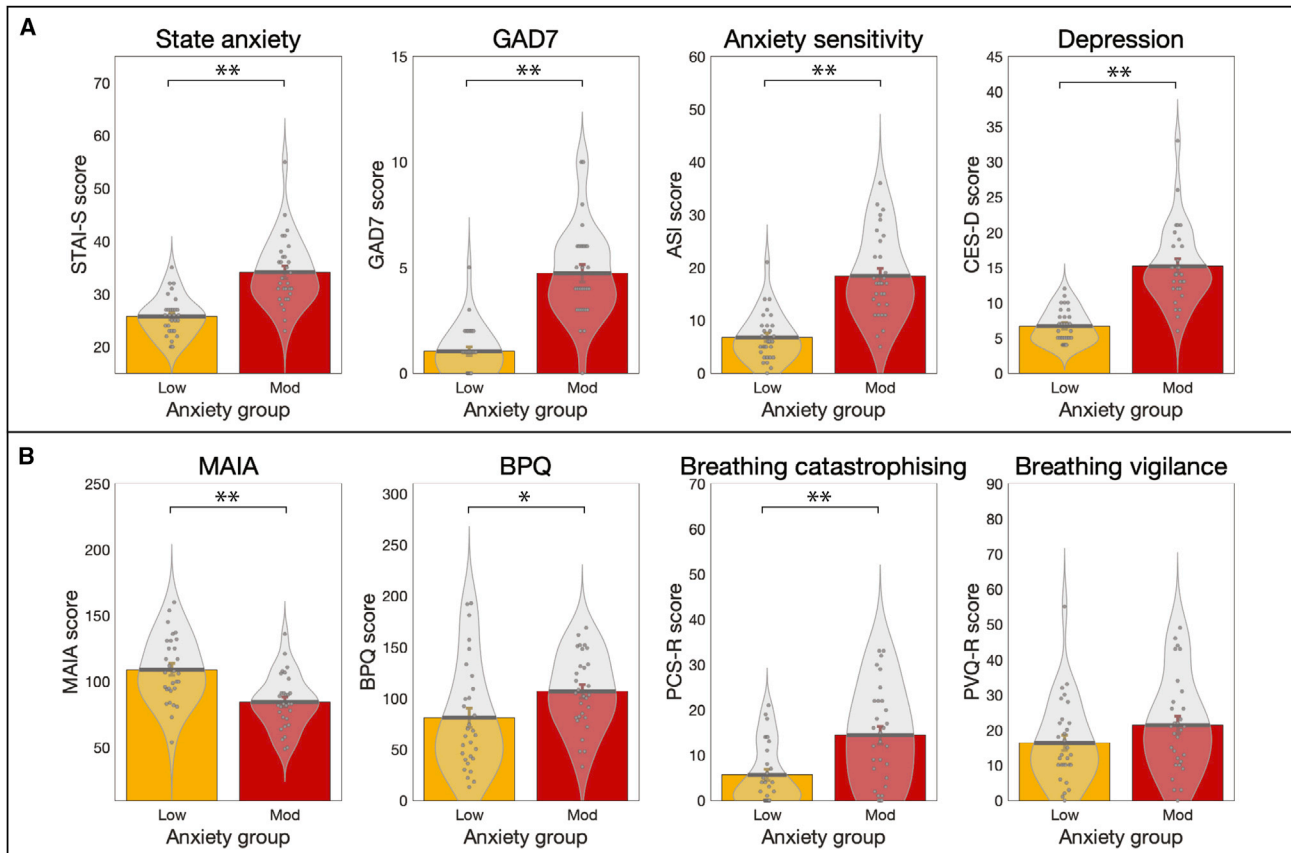 A
State anxiety
STAI-S score
70
60
50
40
30
20
**
Low Mod
Anxiety group
GAD7
GAD7 score
15
10
5
0
**
Low Mod
Anxiety group
Anxiety sensitivity
ASI score
60
50
40
30
20
10
0
**
Low Mod
Anxiety group
Depression
CES-D score
45
40
35
30
25
20
15
10
5
0
**
Low Mod
Anxiety group
B
MAIA
MAIA score
250
200
150
100
50
**
Low Mod
Anxiety group
BPQ
BPQ score
300
250
200
150
100
50
0
*
Low Mod
Anxiety group
Breathing catastrophising
PCS-R score
70
60
50
40
30
20
10
0
**
Low Mod
Anxiety group
Breathing vigilance
PVQ-R score
90
80
70
60
50
40
30
20
10
0
Low Mod
Anxiety group